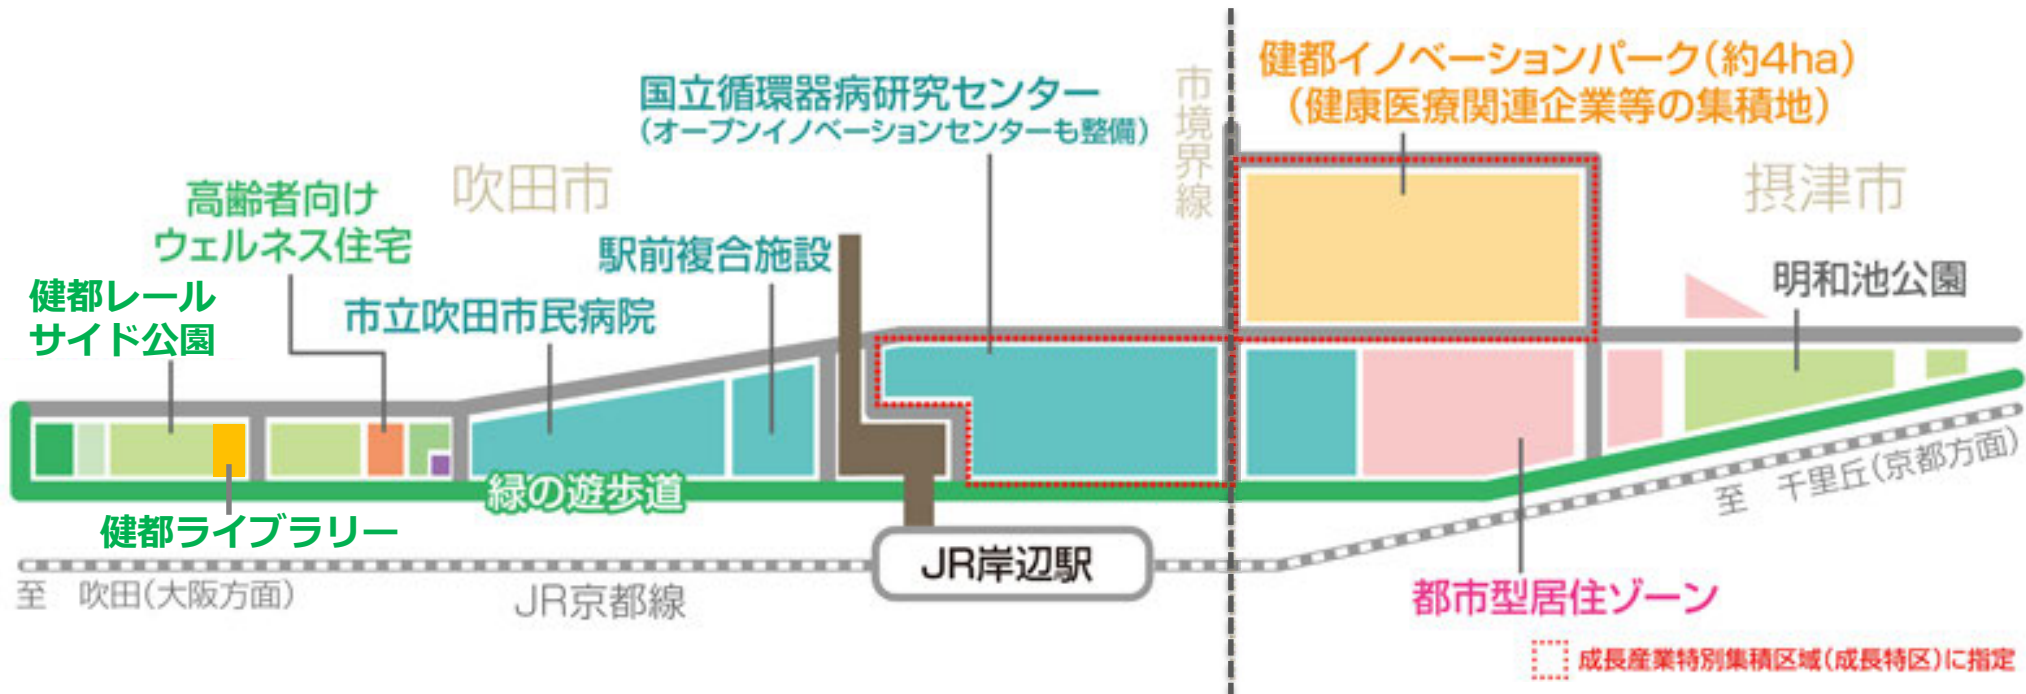 健都イノベーションパーク(約4ha)
(健康医療関連企業等の集積地)
国立循環器病研究センター
(オープンイノベーションセンターも整備)
市境界線
吹田市
摂津市
高齢者向け
ウェルネス住宅
駅前複合施設
明和池公園
健都レール
サイド公園
市立吹田市民病院
緑の遊歩道
健都ライブラリー
JR岸辺駅
至 千里丘(京都方面)
至 吹田(大阪方面)
JR京都線
都市型居住ゾーン
成長産業特別集積区域(成長特区)に指定